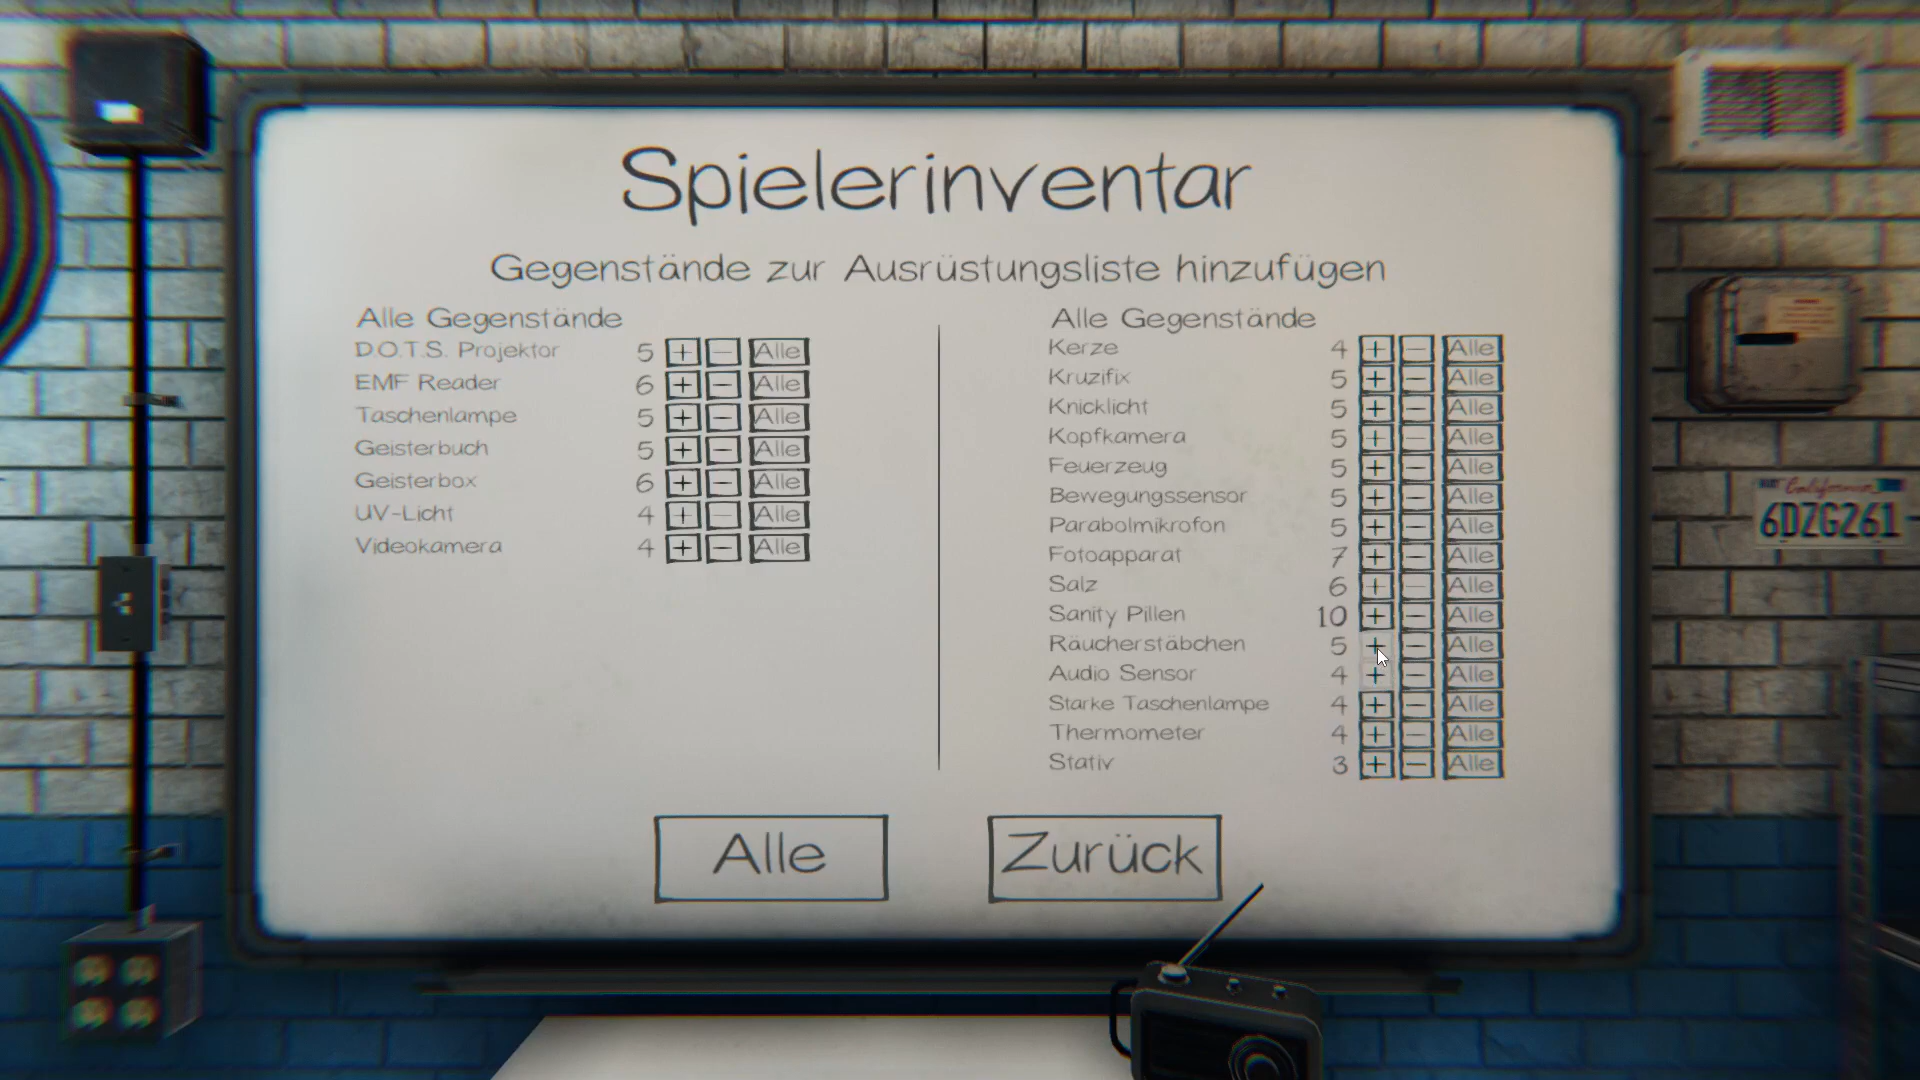 Spielerinventar
Gegenstände zur Ausrüstungsliste hinzufügen
Alle Gegenstände
D.O.T.S. Projektor 5 + - Alle
EMF Reader 6 + - Alle
Taschenlampe 5 + - Alle
Geisterbuch 5 + - Alle
Geisterbox 6 + - Alle
UV-Licht 4 + - Alle
Videokamera 4 + - Alle
Alle Gegenstände
Kerze 4 + - Alle
Kruzifix 5 + - Alle
Knicklicht 5 + - Alle
Kopfkamera 5 + - Alle
Feuerzeug 5 + - Alle
Bewegungssensor 5 + - Alle
Parabolmikrofon 5 + - Alle
Fotoapparat 7 + - Alle
Salz 6 + - Alle
Sanity Pillen 10 + - Alle
Räucherstäbchen 5 + - Alle
Audio Sensor 4 + - Alle
Starke Taschenlampe 4 + - Alle
Thermometer 4 + - Alle
Stativ 3 + - Alle
Alle
Zurück
California
6DZG261